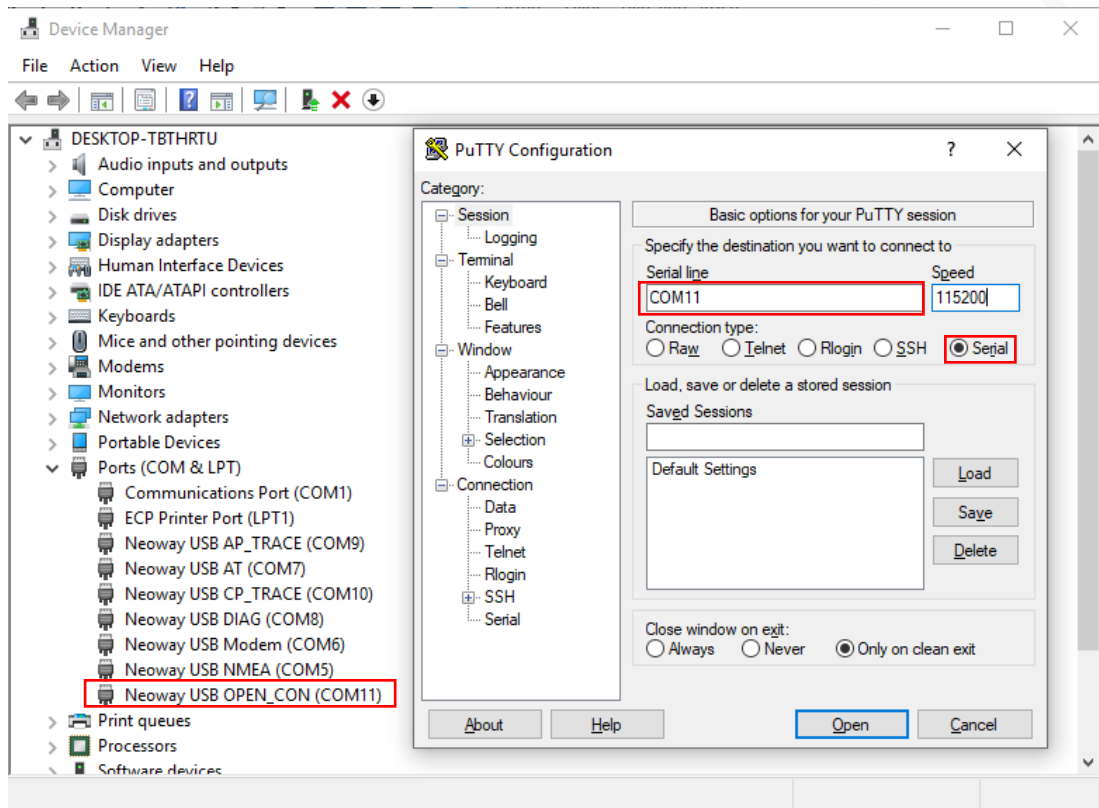 Device Manager
File Action View Help
DESKTOP-TBTHRTU
Audio inputs and outputs
Computer
Disk drives
Display adapters
Human Interface Devices
IDE ATA/ATAPI controllers
Keyboards
Mice and other pointing devices
Modems
Monitors
Network adapters
Portable Devices
Ports (COM & LPT)
Communications Port (COM1)
ECP Printer Port (LPT1)
Neoway USB AP_TRACE (COM9)
Neoway USB AT (COM7)
Neoway USB CP_TRACE (COM10)
Neoway USB DIAG (COM8)
Neoway USB Modem (COM6)
Neoway USB NMEA (COM5)
Neoway USB OPEN_CON (COM11)
Print queues
Processors
Software devices
PuTTY Configuration
Category:
Session
Logging
Terminal
Keyboard
Bell
Features
Window
Appearance
Behaviour
Translation
Selection
Colours
Connection
Data
Proxy
Telnet
Rlogin
SSH
Serial
Basic options for your PuTTY session
Specify the destination you want to connect to
Serial line Speed
COM11 115200
Connection type:
Raw Telnet Rlogin SSH Serial
Load, save or delete a stored session
Saved Sessions
Default Settings
Load
Save
Delete
Close window on exit:
Always Never Only on clean exit
About Help Open Cancel